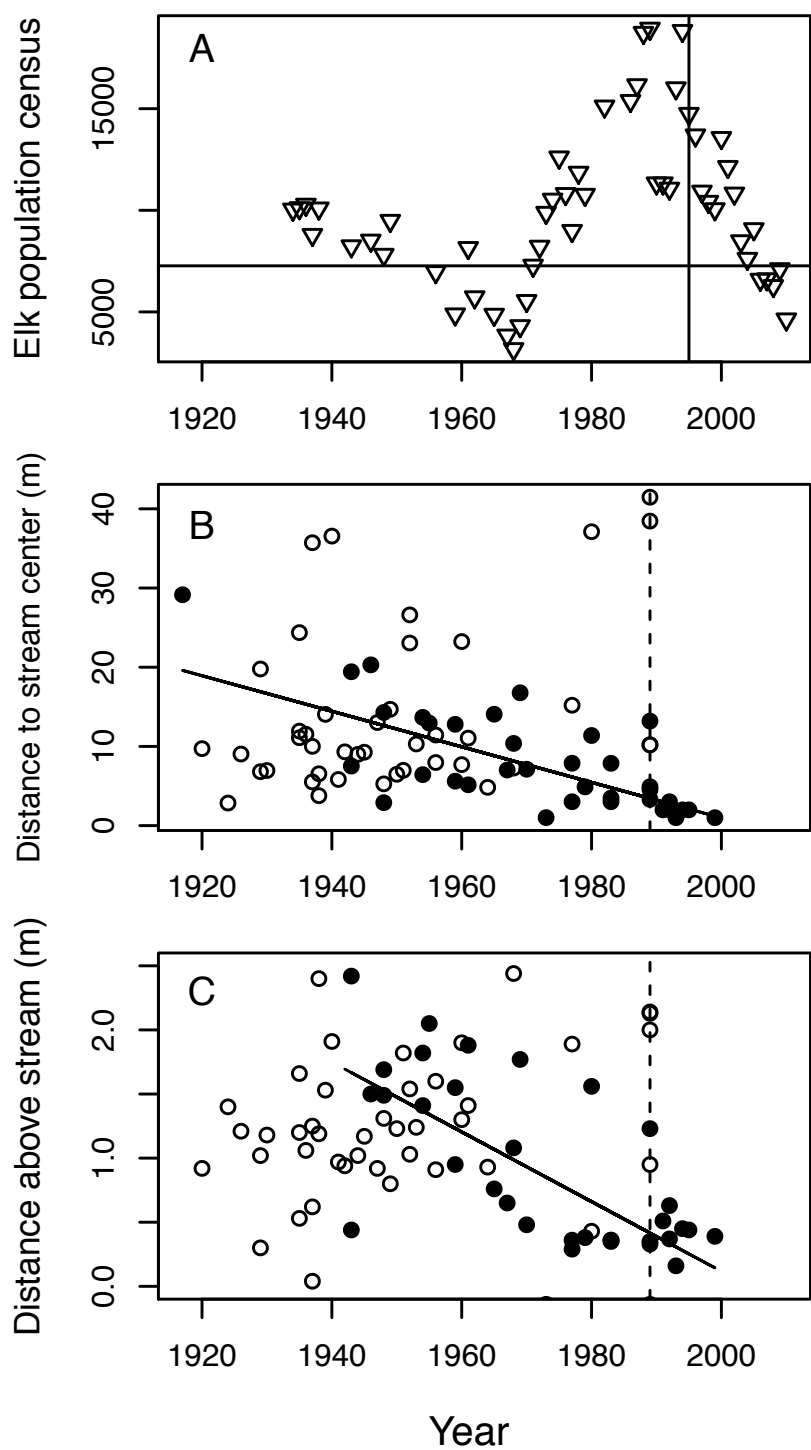 A
Elk population census
15000
5000
1920 1940 1960 1980 2000
B
Distance to stream center (m)
40
30
20
10
0
1920 1940 1960 1980 2000
C
Distance above stream (m)
2.0
1.0
0.0
1920 1940 1960 1980 2000
Year